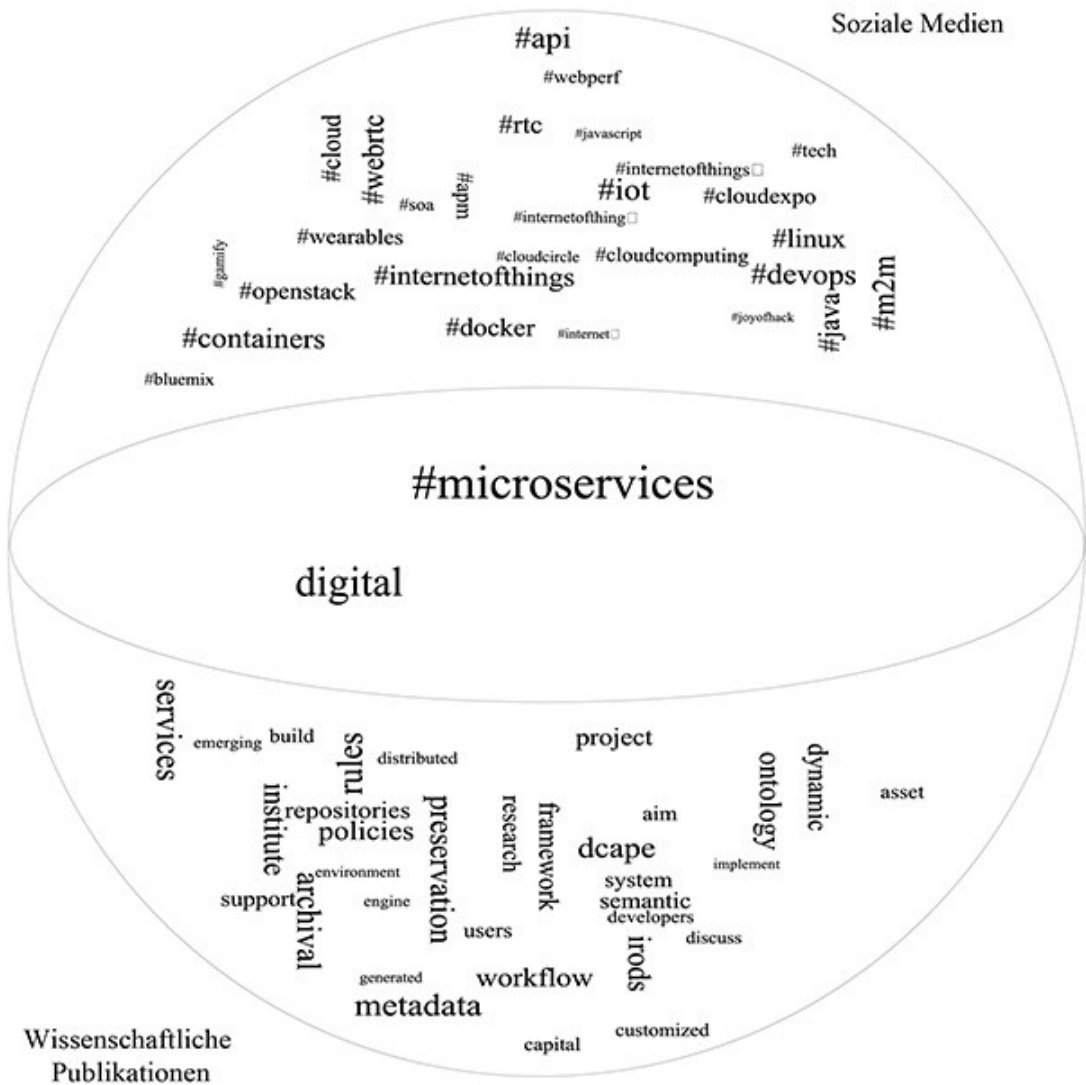 Soziale Medien
#api
#webperf
#rtc
#javascript
#cloud
#webrtc
#tech
#internetofthings□
#apm
#iot
#cloudexpo
#soa
#internetofthing□
#wearables
#linux
#gamify
#cloudcircle
#cloudcomputing
#internetofthings
#devops
#m2m
#openstack
#java
#docker
#joyofhack
#containers
#internet□
#bluemix
#microservices
digital
services
emerging
build
rules
distributed
project
ontology
dynamic
institute
repositories
preservation
research
framework
aim
asset
policies
dcape
environment
implement
support
archival
engine
system
semantic
developers
users
irods
discuss
generated
workflow
metadata
customized
capital
Wissenschaftliche
Publikationen